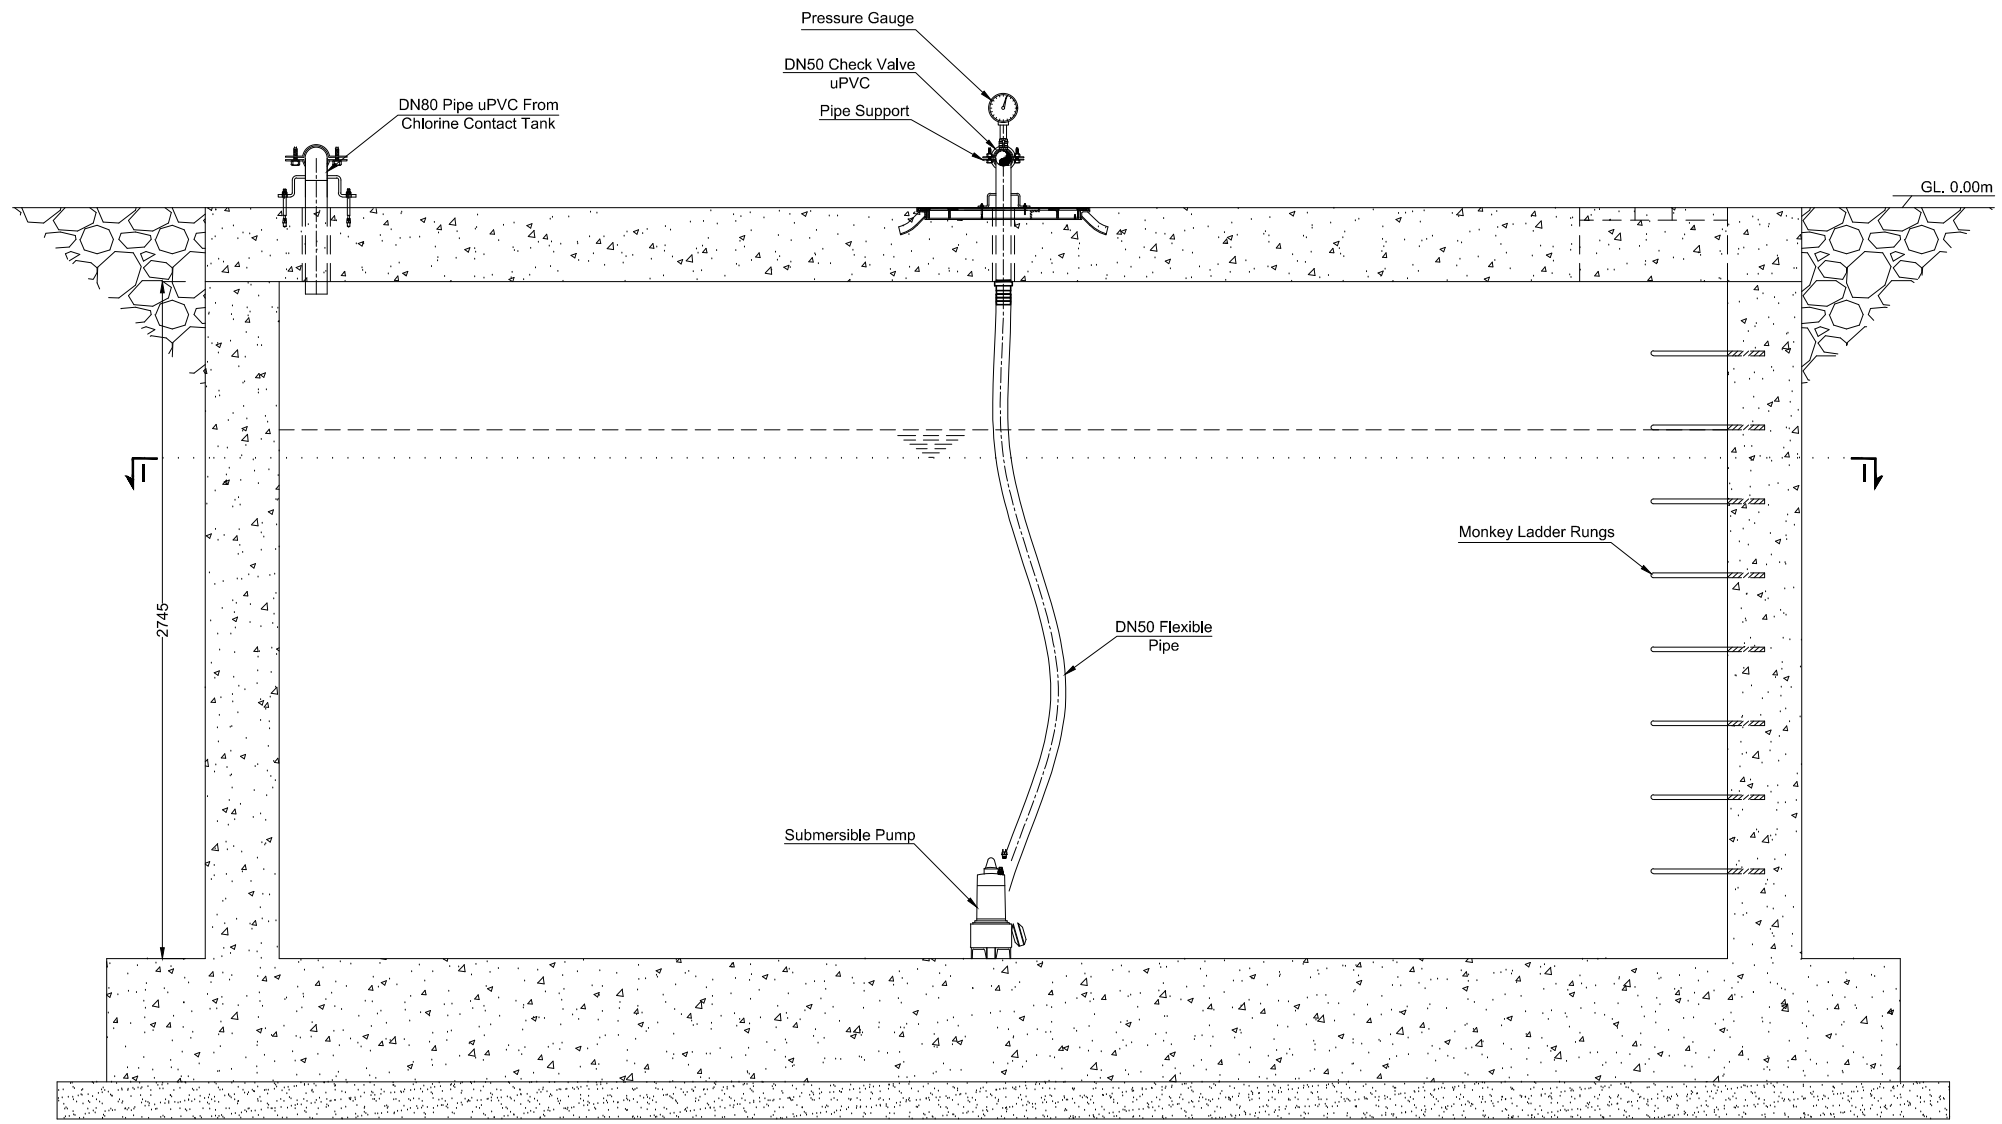 Pressure Gauge
DN50 Check Valve
uPVC
Pipe Support
DN80 Pipe uPVC From
Chlorine Contact Tank
GL. 0.00m
I
I
Monkey Ladder Rungs
2745
DN50 Flexible
Pipe
Submersible Pump